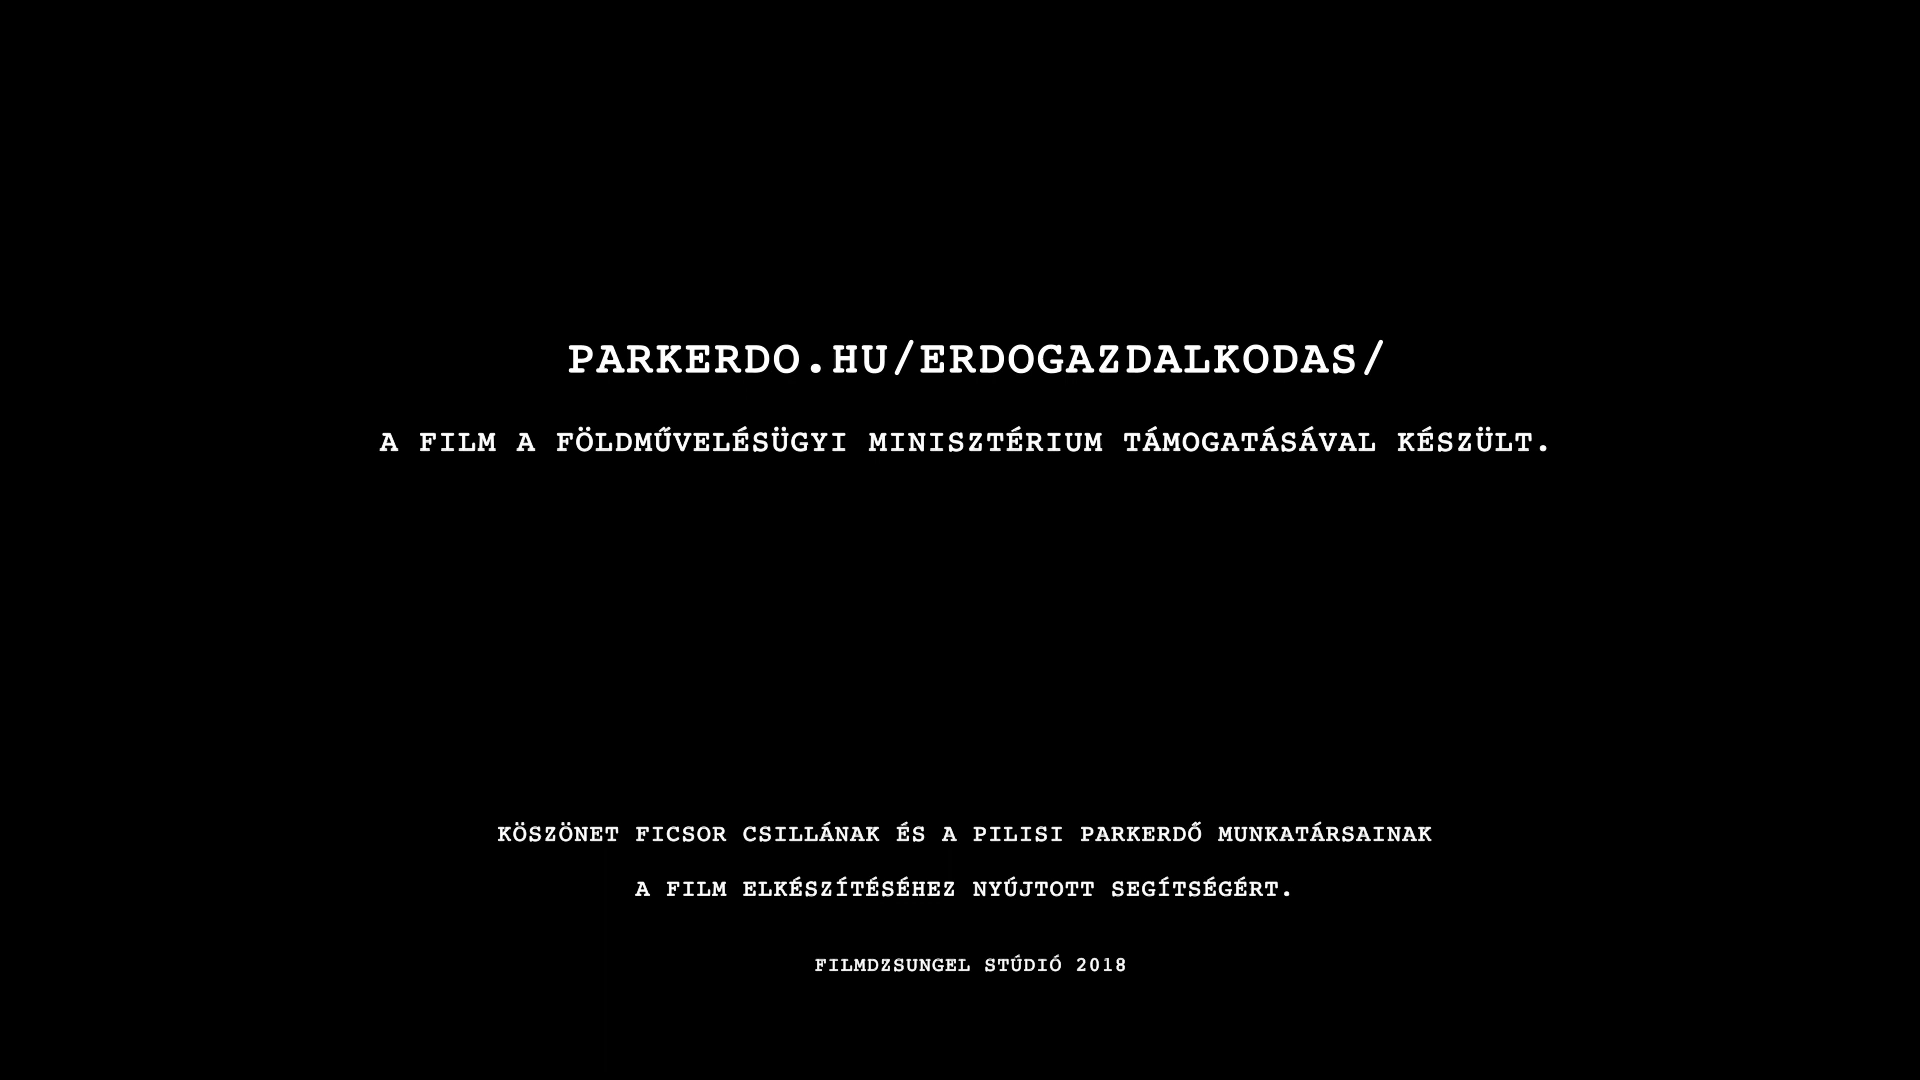 PARKERDO.HU/ERDOGAZDALKODAS/
A FILM A FÖLDMŰVELÉSÜGYI MINISZTÉRIUM TÁMOGATÁSÁVAL KÉSZÜLT.
KÖSZÖNET FICSOR CSILLÁNAK ÉS A PILISI PARKERDŐ MUNKATÁRSAINAK
A FILM ELKÉSZÍTÉSÉHEZ NYÚJTOTT SEGÍTSÉGÉRT.
FILMDZSUNGEL STÚDIÓ 2018